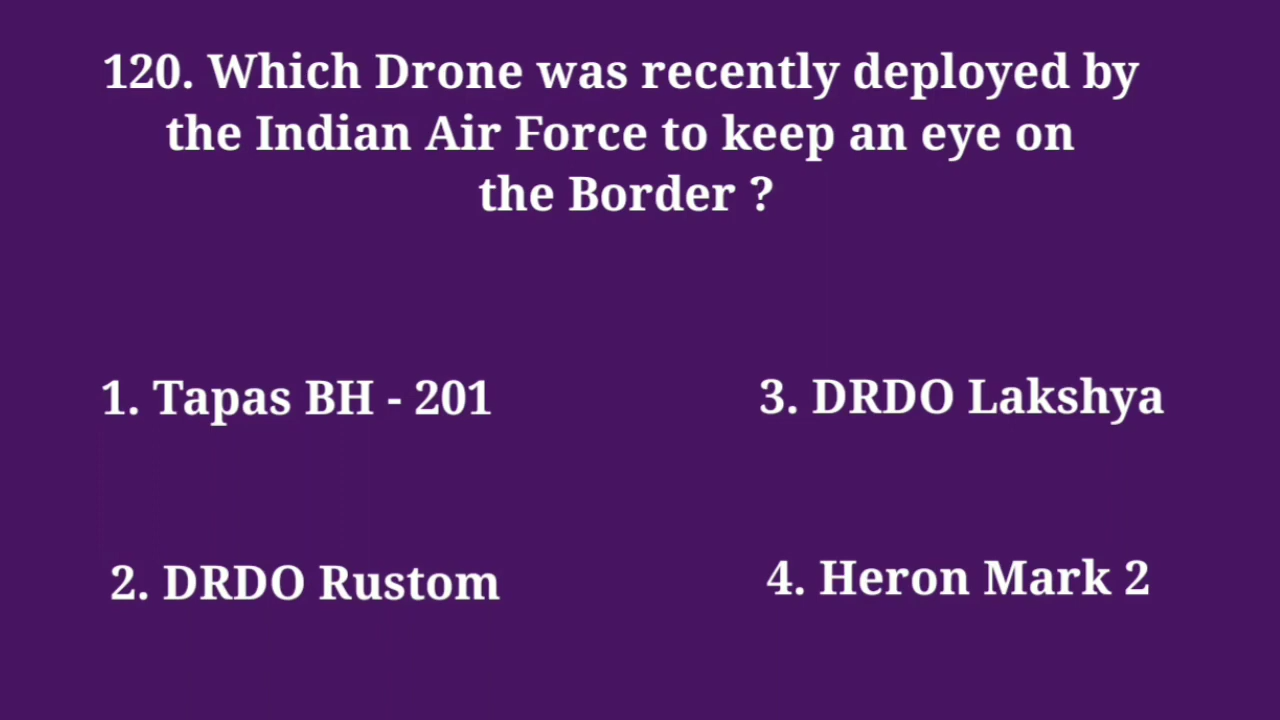 120. Which Drone was recently deployed by
the Indian Air Force to keep an eye on
the Border ?
1. Tapas BH - 201
3. DRDO Lakshya
2. DRDO Rustom
4. Heron Mark 2